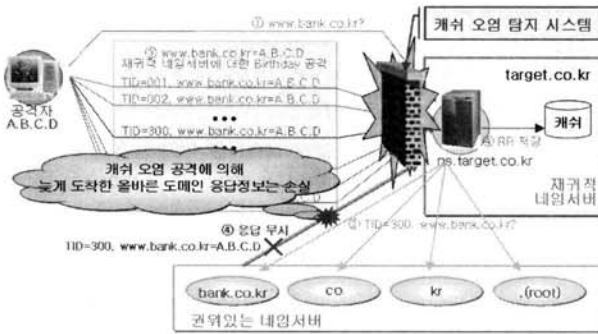 ① www.bank.co.kr?
캐쉬 오염 탐지 시스템
③ www.bank.co.kr=A.B.C.D
재귀적 네임서버에 대한 Birthday 공격
TID=001, www.bank.co.kr=A.B.C.D
TID=002, www.bank.co.kr=A.B.C.D
•••
TID=300, www.bank.co.kr=A.B.C.D
공격자
A.B.C.D
target.co.kr
캐쉬
⑤ RR 저장
ns.target.co.kr
재귀적
네임서버
캐쉬 오염 공격에 의해
늦게 도착한 올바른 도메인 응답정보는 손실
④ 응답 무시
TID=300, www.bank.co.kr=A.B.C.D
② TID=300, www.bank.co.kr?
bank.co.kr
co
kr
.(root)
권위있는 네임서버